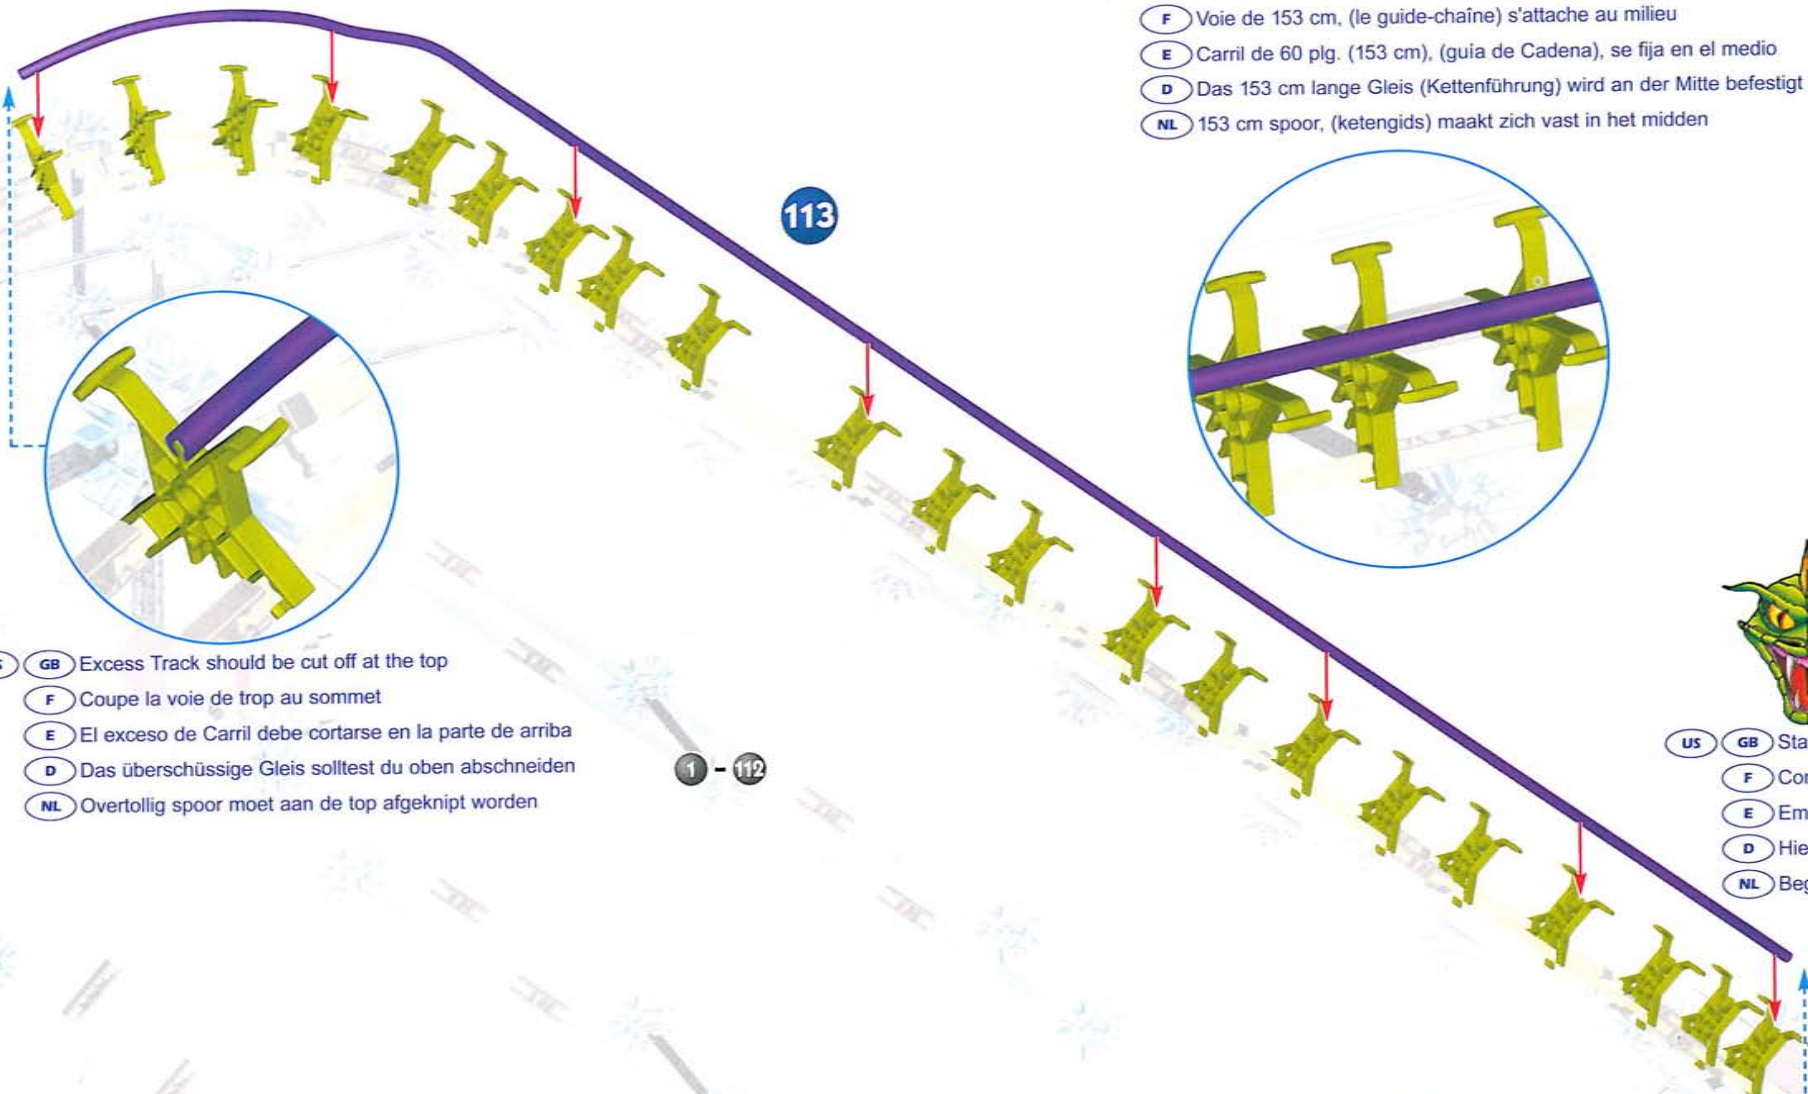 F Voie de 153 cm, (le guide-chaîne) s'attache au milieu
E Carril de 60 plg. (153 cm), (guía de Cadena), se fija en el medio
D Das 153 cm lange Gleis (Kettenführung) wird an der Mitte befestigt
NL 153 cm spoor, (ketengids) maakt zich vast in het midden
113
GB Excess Track should be cut off at the top
F Coupe la voie de trop au sommet
E El exceso de Carril debe cortarse en la parte de arriba
D Das überschüssige Gleis solltest du oben abschneiden
NL Overtollig spoor moet aan de top afgeknipt worden
1 - 112
US GB Sta
F Co
E Em
D Hie
NL Beg